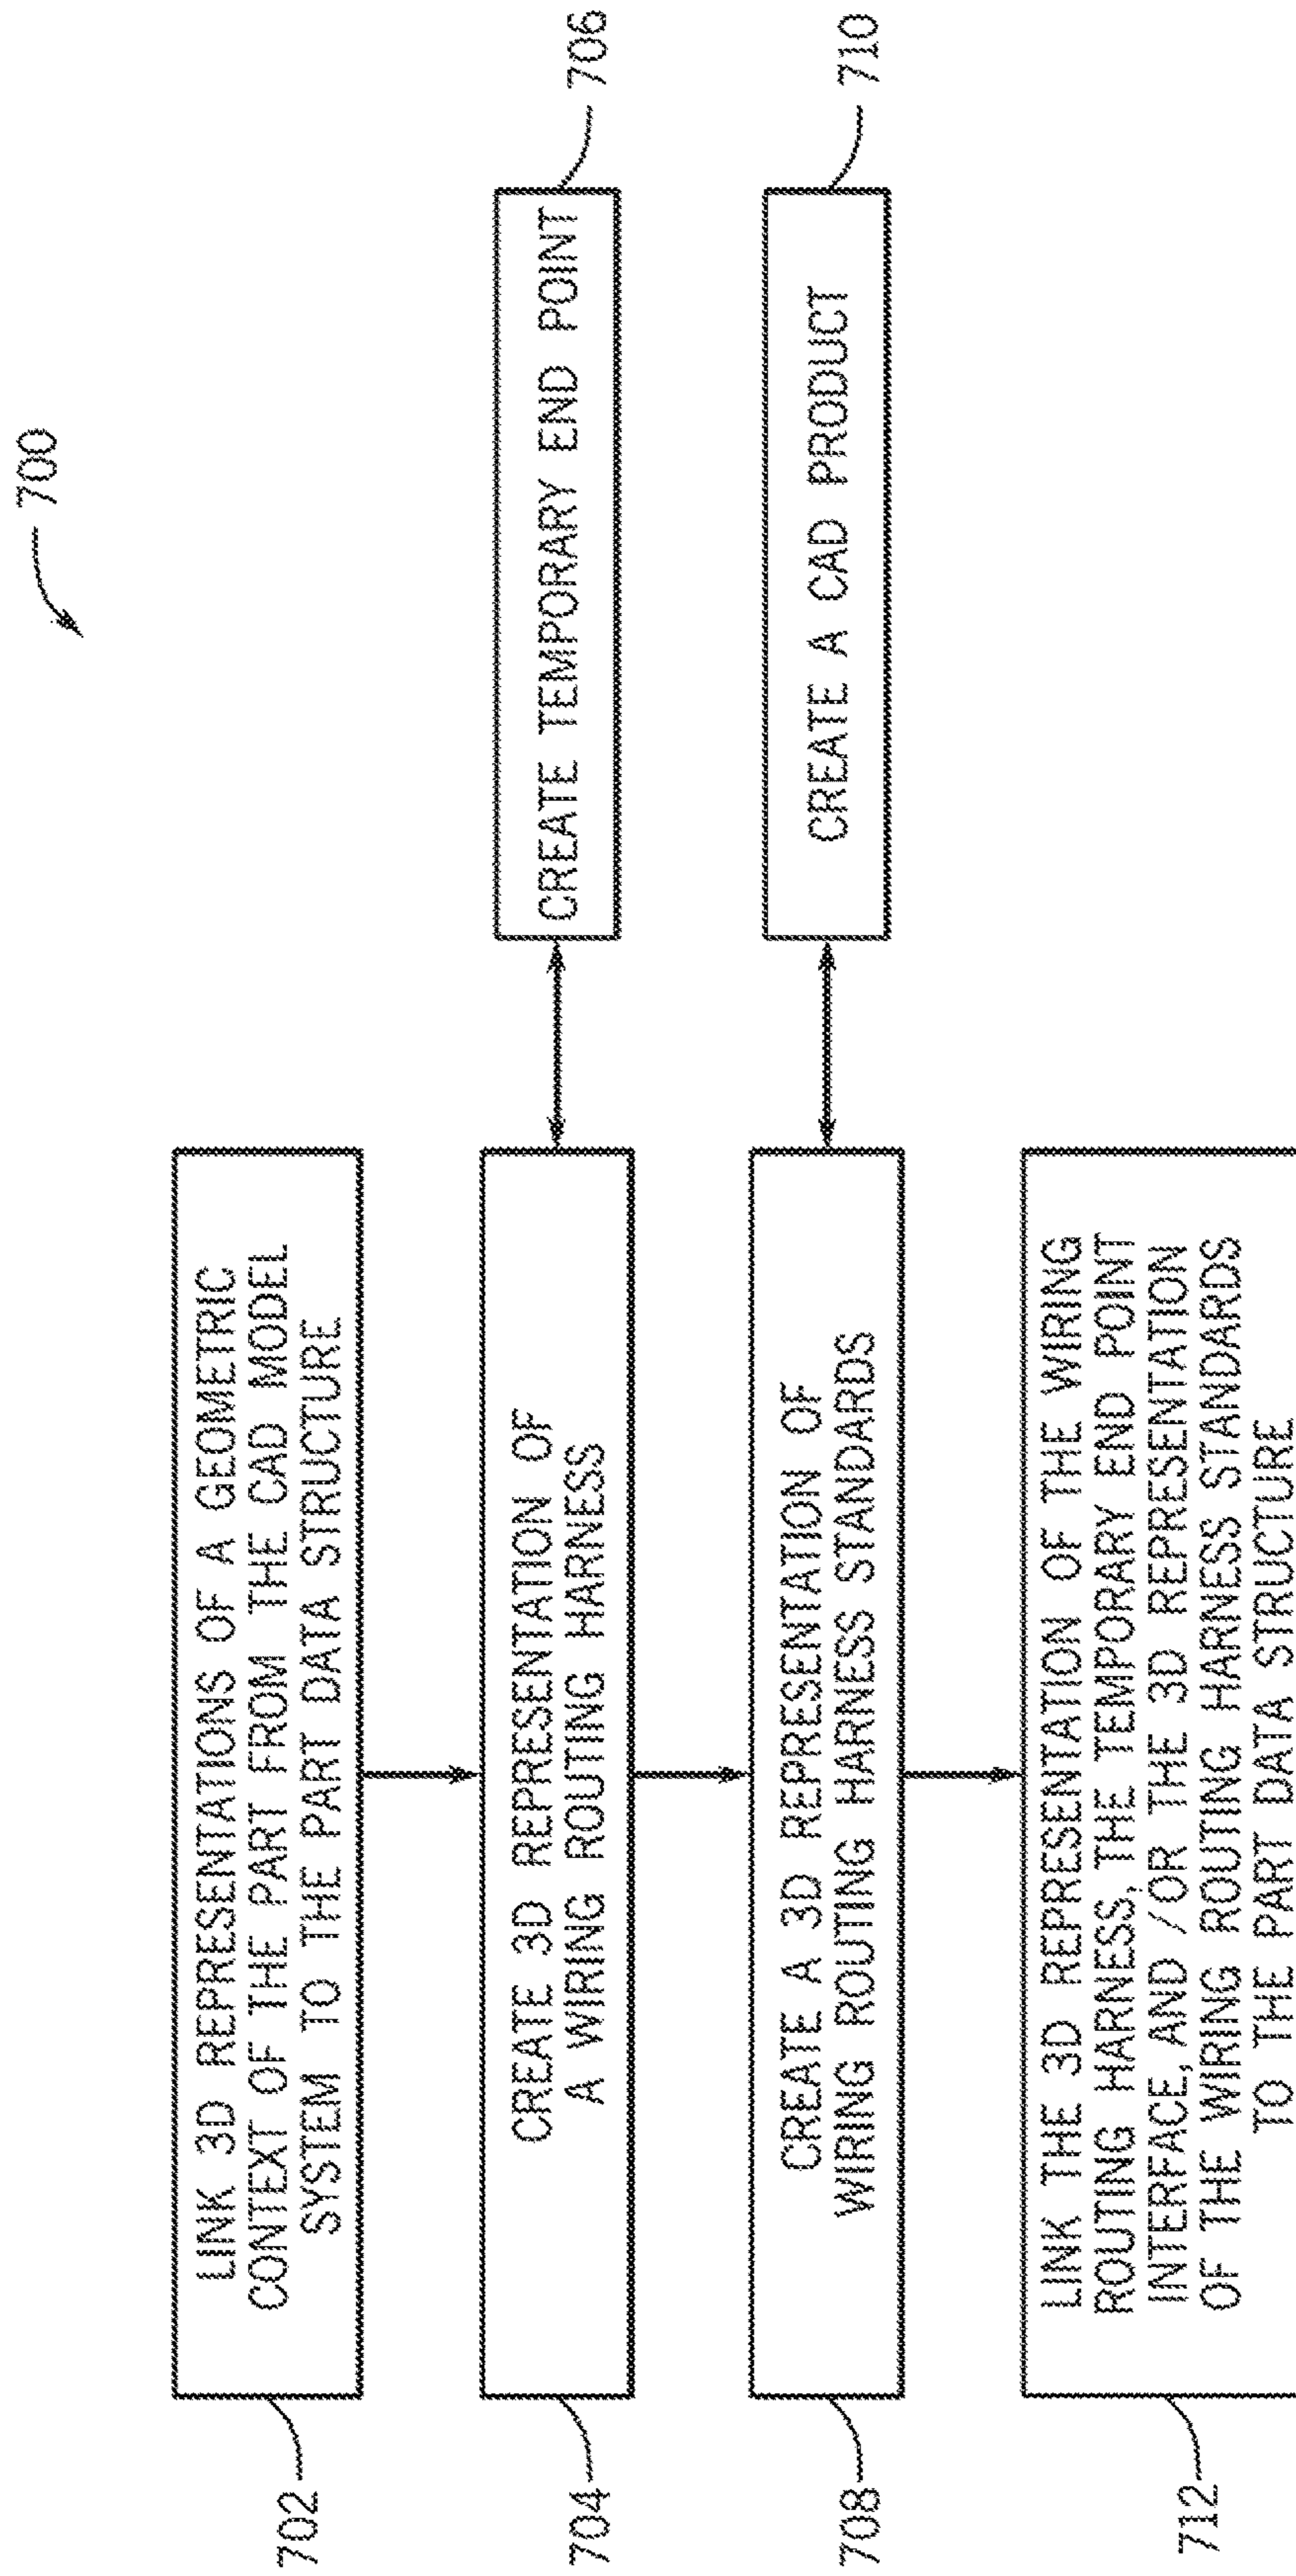 700
702
LINK 3D REPRESENTATIONS OF A GEOMETRIC
CONTEXT OF THE PART FROM THE CAD MODEL
SYSTEM TO THE PART DATA STRUCTURE
704
CREATE 3D REPRESENTATION OF
A WIRING ROUTING HARNESS
CREATE TEMPORARY END POINT
706
708
CREATE A 3D REPRESENTATION OF
WIRING ROUTING HARNESS STANDARDS
CREATE A CAD PRODUCT
710
712
LINK THE 3D REPRESENTATION OF THE WIRING
ROUTING HARNESS, THE TEMPORARY END POINT
INTERFACE, AND /OR THE 3D REPRESENTATION
OF THE WIRING ROUTING HARNESS STANDARDS
TO THE PART DATA STRUCTURE